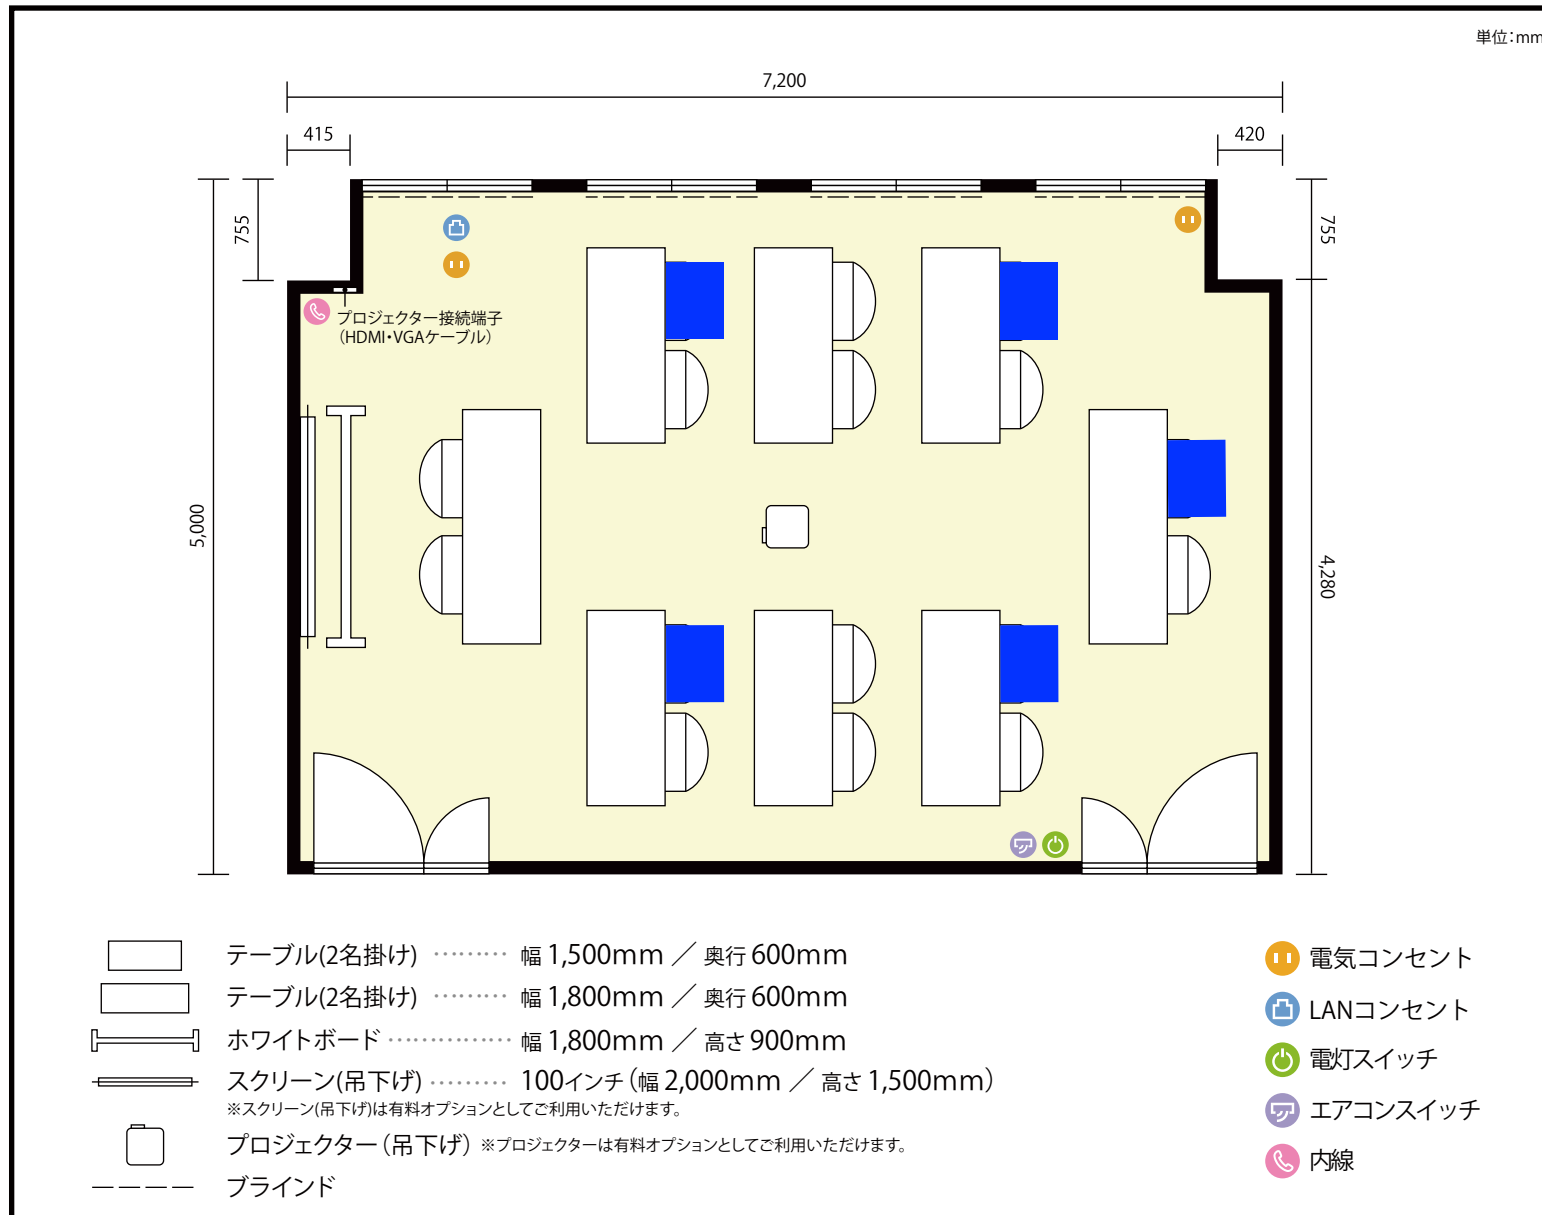 単位：mm
7,200
415
420
755
755
プロジェクター接続端子
（HDMI・VGAケーブル）
5,000
4,280
テーブル(2名掛け) ……… 幅 1,500mm ／ 奥行 600mm
テーブル(2名掛け) ……… 幅 1,800mm ／ 奥行 600mm
ホワイトボード …………… 幅 1,800mm ／ 高さ 900mm
スクリーン(吊下げ) ……… 100インチ（幅 2,000mm ／ 高さ 1,500mm）
※スクリーン(吊下げ)は有料オプションとしてご利用いただけます。
プロジェクター（吊下げ） ※プロジェクターは有料オプションとしてご利用いただけます。
ブラインド
電気コンセント
LANコンセント
電灯スイッチ
エアコンスイッチ
内線